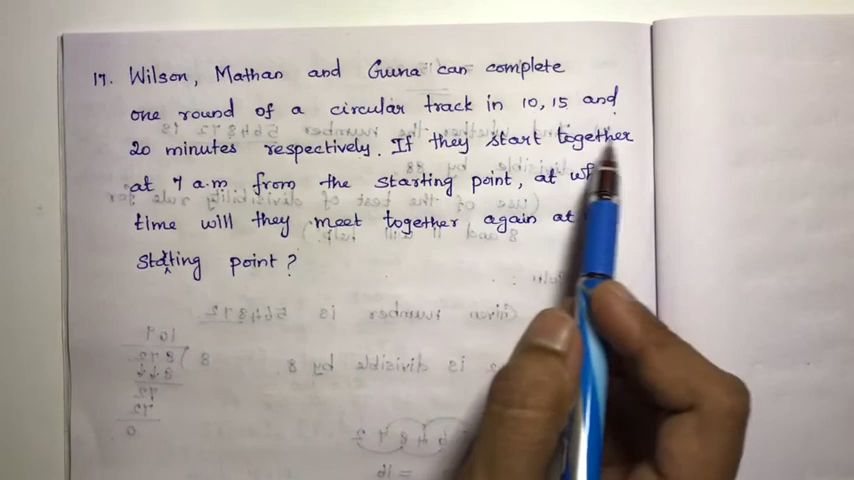 17. Wilson, Mathan and Guna can complete
one round of a circular track in 10, 15 and
20 minutes respectively. If they start together
at 7 a.m from the starting point, at
time will they meet together again at
starting point?